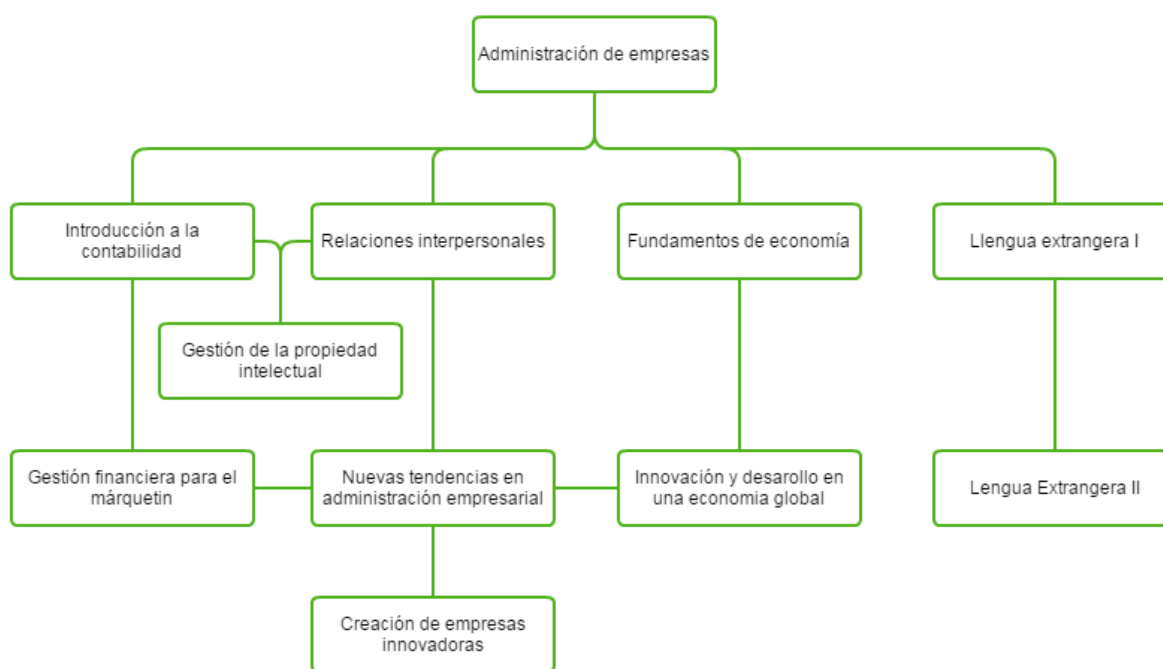 Administración de empresas
Introducción a la
contabilidad
Relaciones interpersonales
Fundamentos de economía
Llengua extrangera I
Gestión de la propiedad
intelectual
Gestión financiera para el
márquetin
Nuevas tendencias en
administración empresarial
Innovación y desarollo en
una economia global
Lengua Extrangera II
Creación de empresas
innovadoras